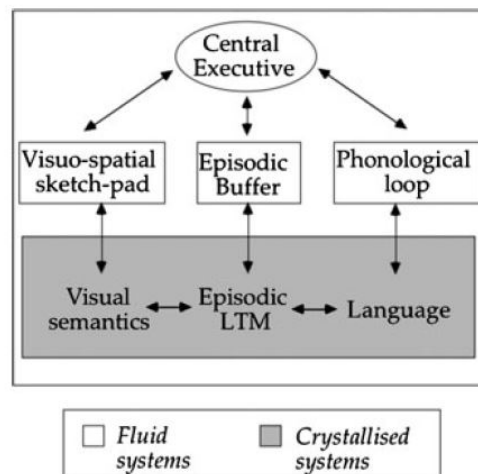 Central
Executive
Visuo-spatial
sketch-pad
Episodic
Buffer
Phonological
loop
Visual
semantics
Episodic
LTM
Language
Fluid
systems
Crystallised
systems